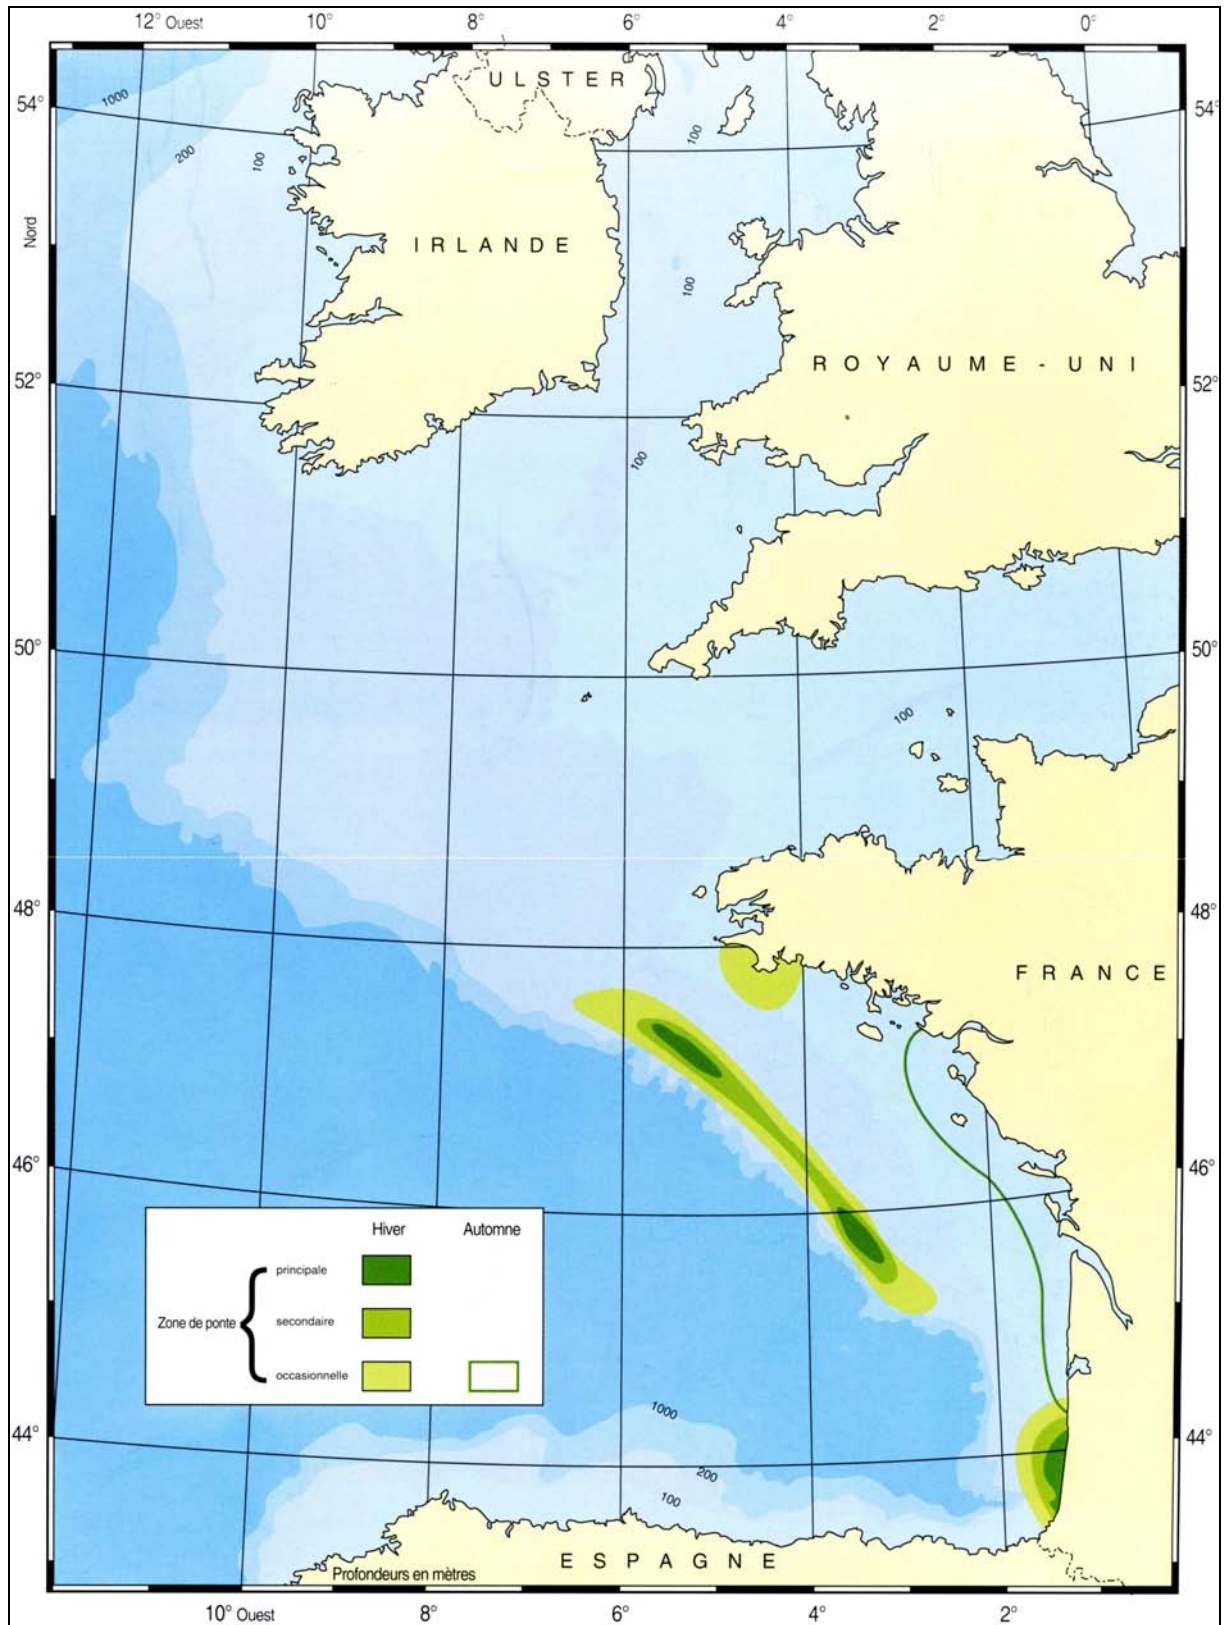 12° Ouest 10° 8° 6° 4° 2° 0°
ULSTER
54° 54°
1000
200
100
100
Nord
IRLANDE
100
52° ROYAUME - UNI 52°
100
50° 50°
100
48° 48°
FRANCE
46° 46°
Hiver Automne
principale
Zone de ponte secondaire
occasionnelle
1000
44° 44°
200
100
ESPAGNE
Profondeurs en mètres
10° Ouest 8° 6° 4° 2°